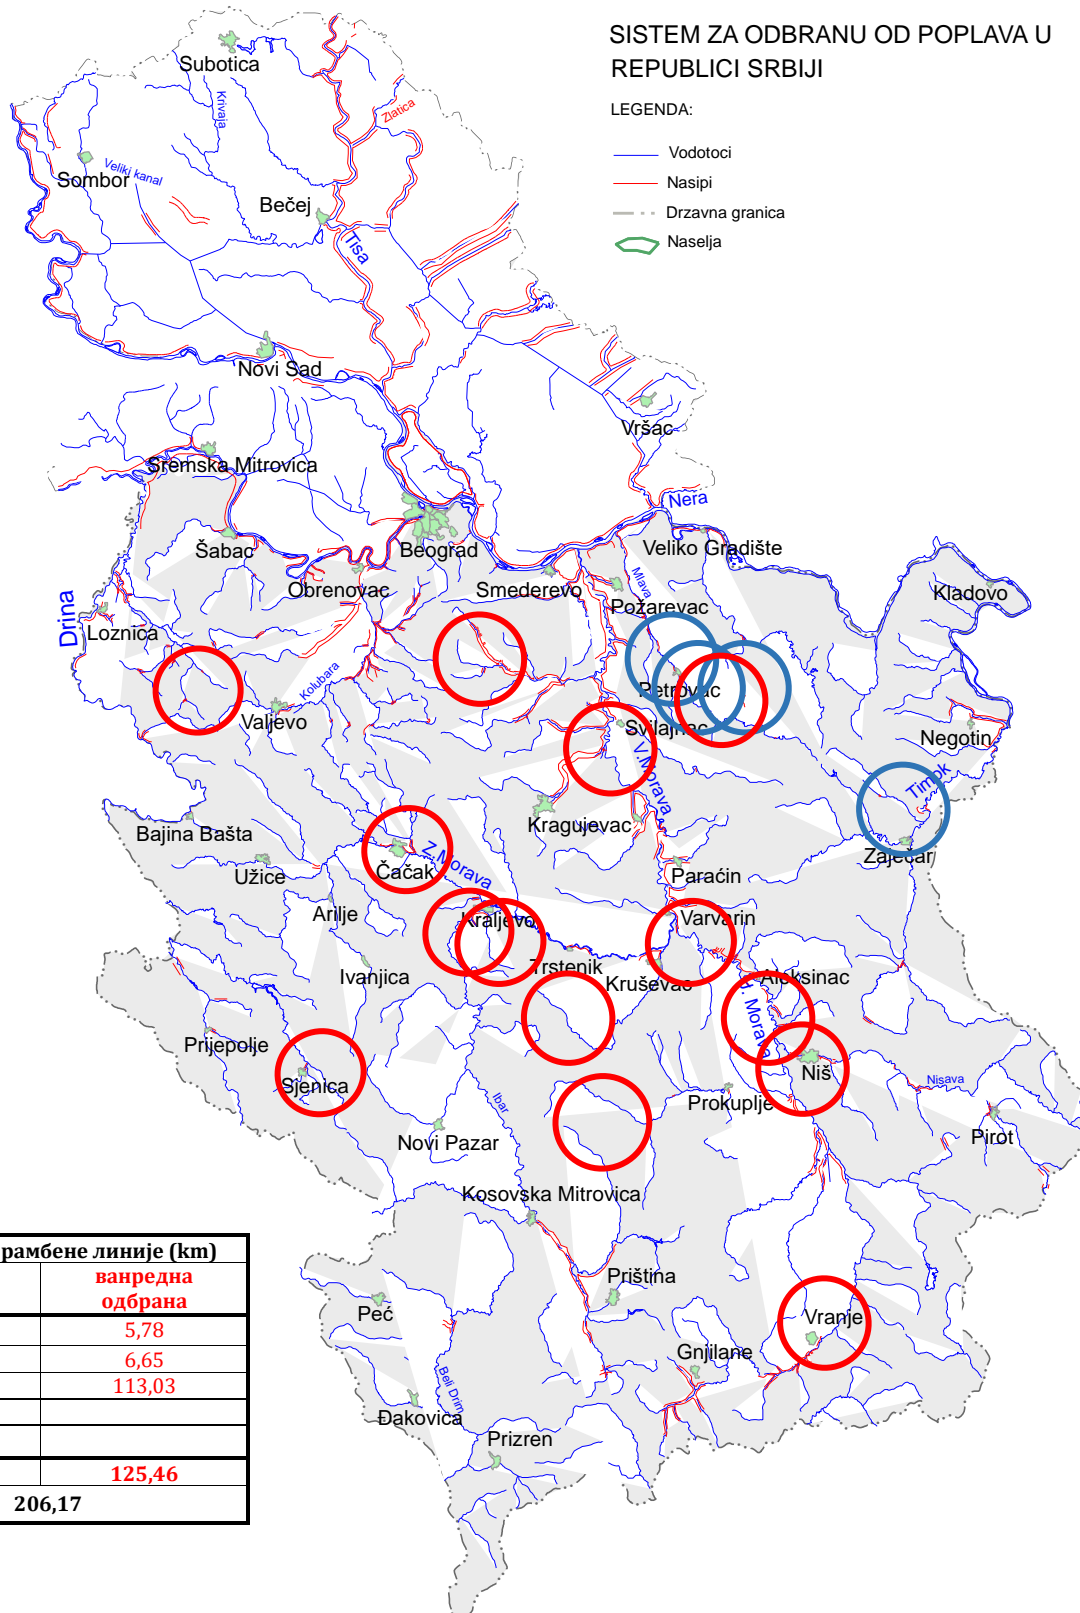 SISTEM ZA ODBRANU OD POPLAVA U
REPUBLICI SRBIJI
LEGENDA:
Vodotoci
Nasipi
Drzavna granica
Naselja
Subotica
Krivaja
Zlatica
Sombor
Veliki kanal
Bečej
Tisa
Novi Sad
Vršac
Sremska Mitrovica
Nera
Šabac
Beograd
Veliko Gradište
Obrenovac
Smederevo
Mlava
Kladovo
Požarevac
Drina
Loznica
Kolubara
Petrovac
Valjevo
Svilajnac
Negotin
V.Morava
Timok
Bajina Bašta
Kragujevac
Zaječar
Užice
Čačak
Z.Morava
Paraćin
Arilje
Kraljevo
Varvarin
Ivanjica
Trstenik
Kruševac
Aleksinac
Prijepolje
Sjenica
Niš
Nisava
Ibar
Prokuplje
Novi Pazar
Pirot
Kosovska Mitrovica
Priština
Peć
Vranje
Gnjilane
Beli Drim
Đakovica
Prizren
рамбене линије (km)
ванредна
одбрана
5,78
6,65
113,03
125,46
206,17